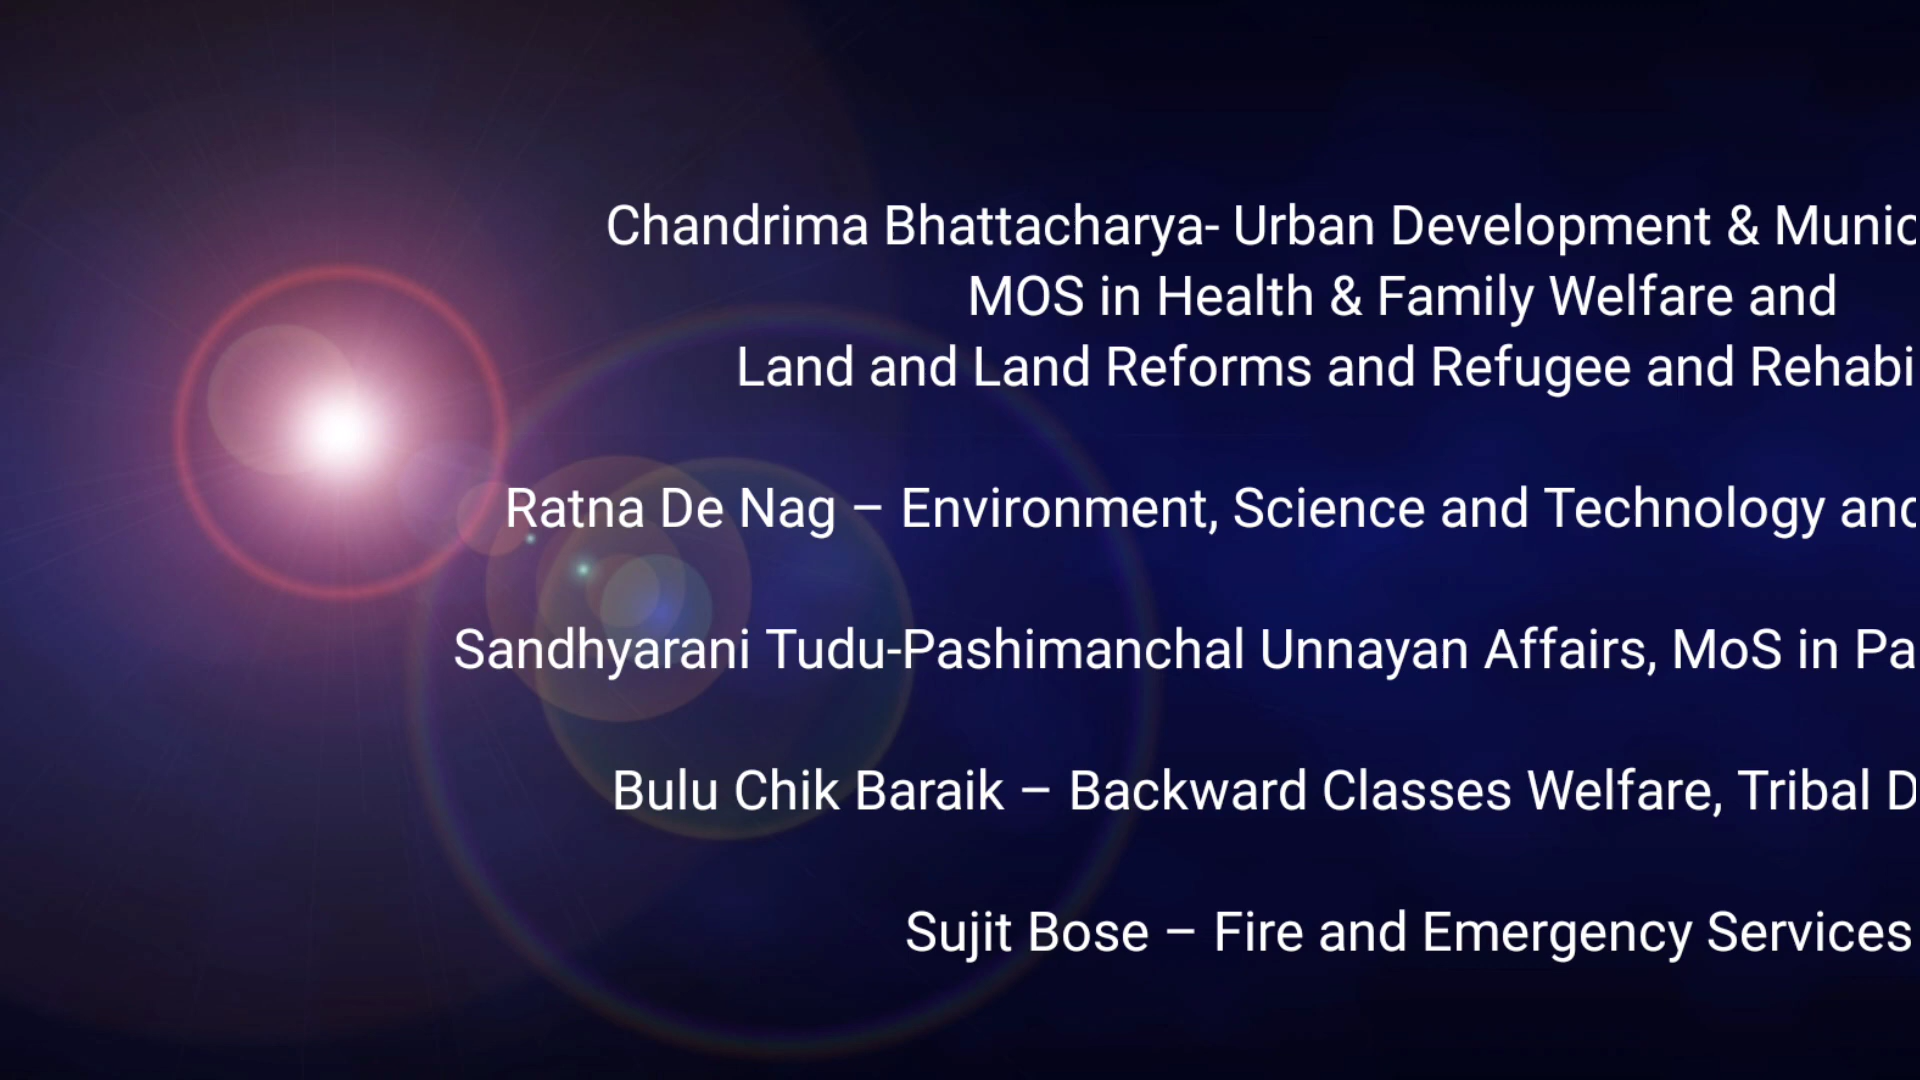 Chandrima Bhattacharya- Urban Development & Munic
MOS in Health & Family Welfare and
Land and Land Reforms and Refugee and Rehabi
Ratna De Nag – Environment, Science and Technology and
Sandhyarani Tudu-Pashimanchal Unnayan Affairs, MoS in Pa
Bulu Chik Baraik – Backward Classes Welfare, Tribal D
Sujit Bose – Fire and Emergency Services